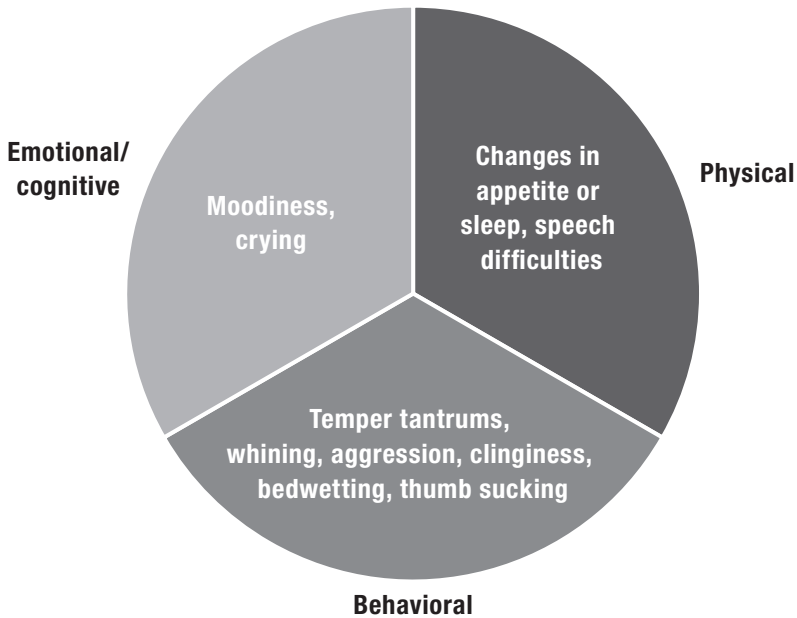 Emotional/
cognitive
Moodiness,
crying
Changes in
appetite or
sleep, speech
difficulties
Physical
Temper tantrums,
whining, aggression, clinginess,
bedwetting, thumb sucking
Behavioral